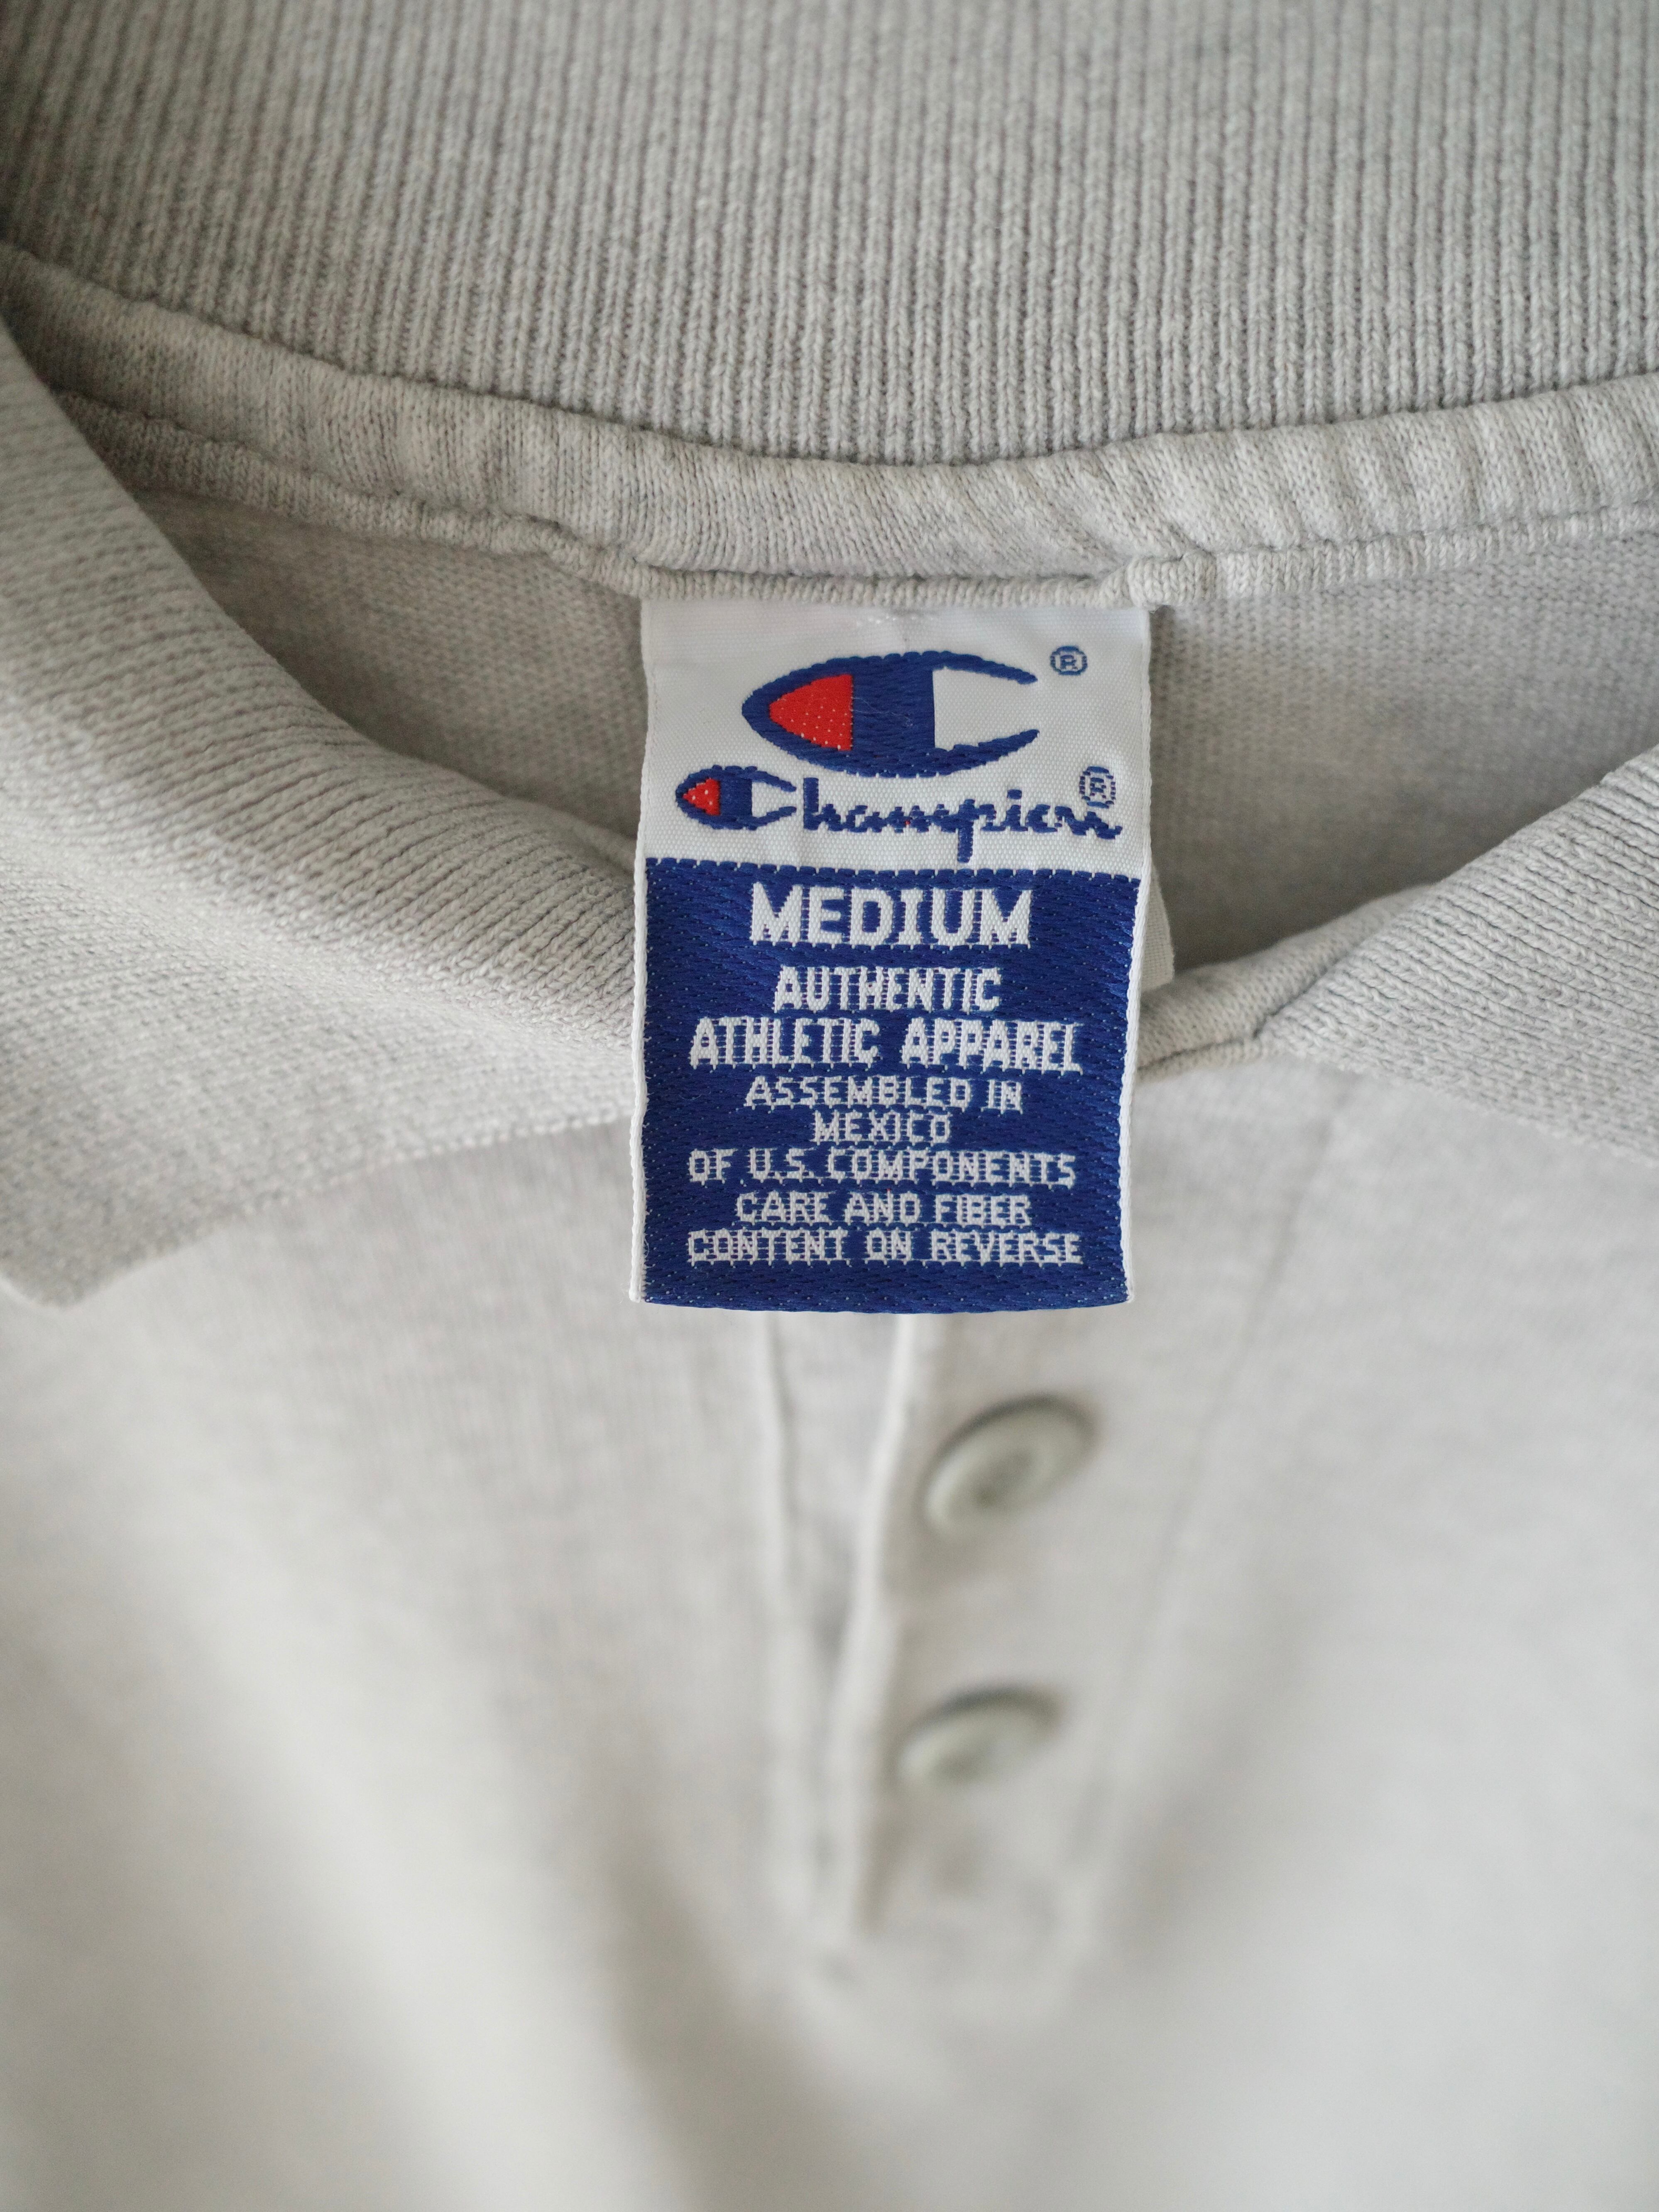 ®
Champion®
MEDIUM
AUTHENTIC
ATHLETIC APPAREL
ASSEMBLED IN
MEXICO
OF U.S. COMPONENTS
CARE AND FIBER
CONTENT ON REVERSE